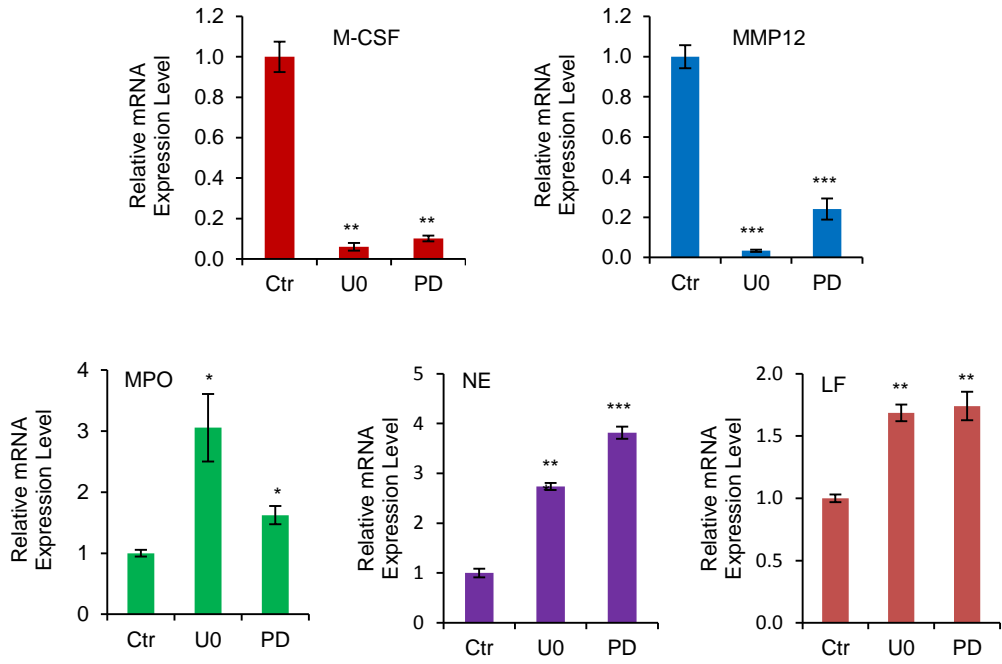 M-CSF
Relative mRNA
Expression Level
1.2
1.0
0.8
0.6
0.4
0.2
0.0
**
**
Ctr
U0
PD
MMP12
Relative mRNA
Expression Level
1.2
1.0
0.8
0.6
0.4
0.2
0.0
***
***
Ctr
U0
PD
MPO
Relative mRNA
Expression Level
4
3
2
1
0
*
*
Ctr
U0
PD
NE
Relative mRNA
Expression Level
5
4
3
2
1
0
**
***
Ctr
U0
PD
LF
Relative mRNA
Expression Level
2.0
1.5
1.0
0.5
0.0
**
**
Ctr
U0
PD